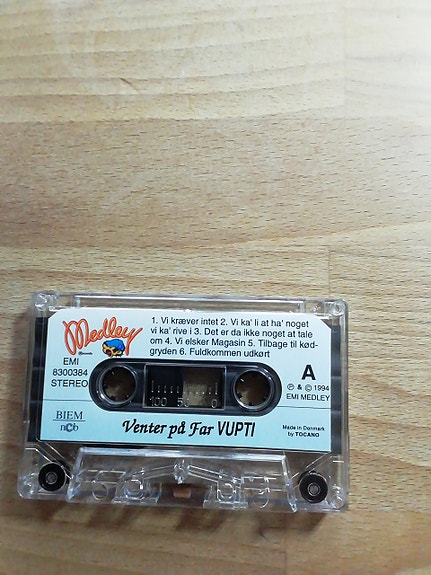 Medley
Records
1. Vi kræver intet 2. Vi ka' li at ha' noget
vi ka' rive i 3. Det er da ikke noget at tale
om 4. Vi elsker Magasin 5. Tilbage til kød-
gryden 6. Fuldkommen udkørt
EMI
8300384
STEREO
A
℗ & © 1994
EMI MEDLEY
100 50 0
BIEM
ncb
Venter på Far VUPTI
Made in Denmark
by TOCANO